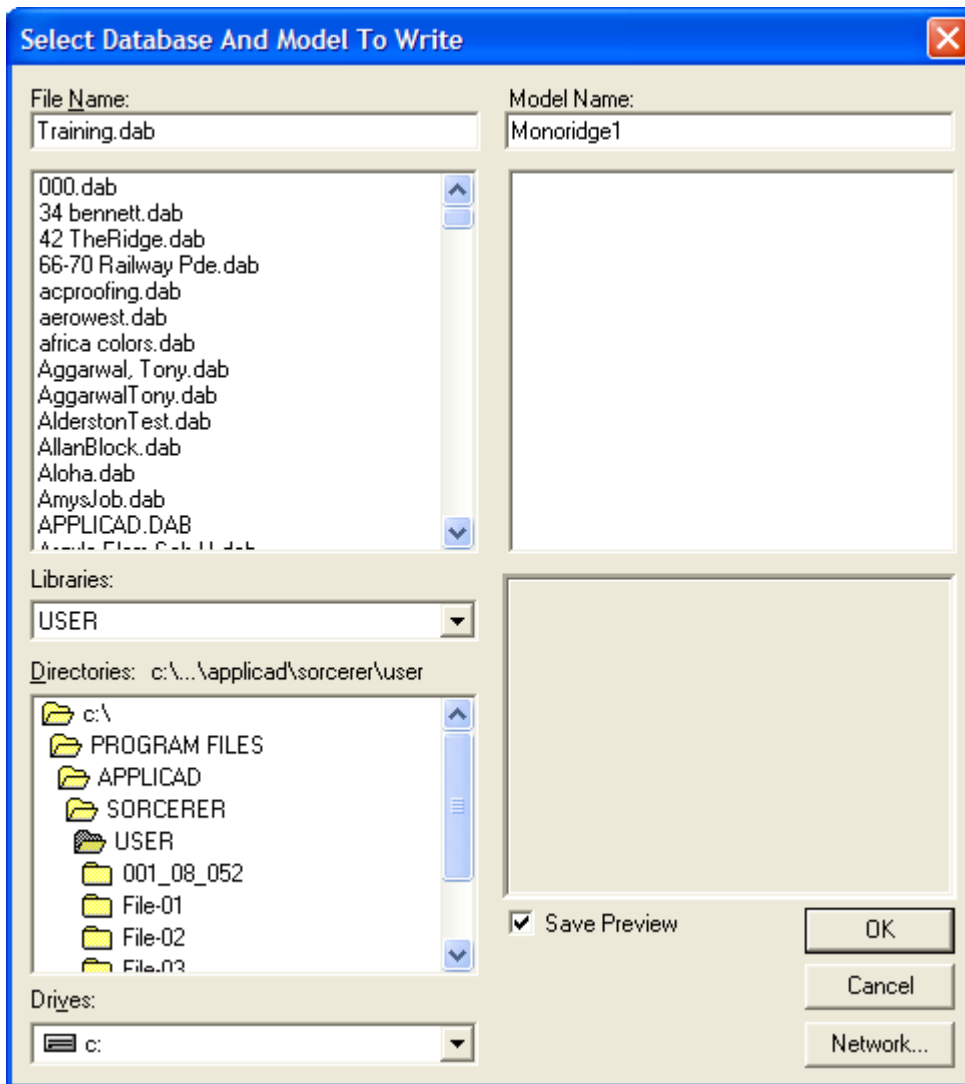 Select Database And Model To Write
File Name:
Training.dab
000.dab
34 bennett.dab
42 TheRidge.dab
66-70 Railway Pde.dab
acproofing.dab
aerowest.dab
africa colors.dab
Aggarwal, Tony.dab
AggarwalTony.dab
AlderstonTest.dab
AllanBlock.dab
Aloha.dab
AmysJob.dab
APPLICAD.DAB
Libraries:
USER
Directories: c:\...\applicad\sorcerer\user
c:\
PROGRAM FILES
APPLICAD
SORCERER
USER
001_08_052
File-01
File-02
File-03
Drives:
c:
Model Name:
Monoridge1
Save Preview
OK
Cancel
Network...